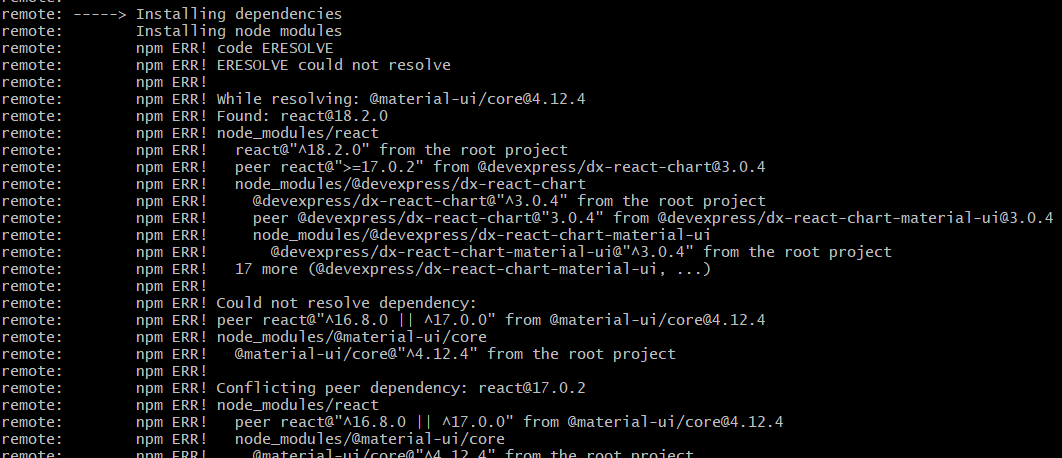 remote:
remote: -----> Installing dependencies
remote:        Installing node modules
remote:        npm ERR! code ERESOLVE
remote:        npm ERR! ERESOLVE could not resolve
remote:        npm ERR!
remote:        npm ERR! While resolving: @material-ui/core@4.12.4
remote:        npm ERR! Found: react@18.2.0
remote:        npm ERR! node_modules/react
remote:        npm ERR!   react@"^18.2.0" from the root project
remote:        npm ERR!   peer react@">=17.0.2" from @devexpress/dx-react-chart@3.0.4
remote:        npm ERR!   node_modules/@devexpress/dx-react-chart
remote:        npm ERR!     @devexpress/dx-react-chart@"^3.0.4" from the root project
remote:        npm ERR!     peer @devexpress/dx-react-chart@"3.0.4" from @devexpress/dx-react-chart-material-ui@3.0.4
remote:        npm ERR!     node_modules/@devexpress/dx-react-chart-material-ui
remote:        npm ERR!       @devexpress/dx-react-chart-material-ui@"^3.0.4" from the root project
remote:        npm ERR!   17 more (@devexpress/dx-react-chart-material-ui, ...)
remote:        npm ERR!
remote:        npm ERR! Could not resolve dependency:
remote:        npm ERR! peer react@"^16.8.0 || ^17.0.0" from @material-ui/core@4.12.4
remote:        npm ERR! node_modules/@material-ui/core
remote:        npm ERR!   @material-ui/core@"^4.12.4" from the root project
remote:        npm ERR!
remote:        npm ERR! Conflicting peer dependency: react@17.0.2
remote:        npm ERR! node_modules/react
remote:        npm ERR!   peer react@"^16.8.0 || ^17.0.0" from @material-ui/core@4.12.4
remote:        npm ERR!   node_modules/@material-ui/core
remote:        npm ERR!     @material-ui/core@"^4.12.4" from the root project